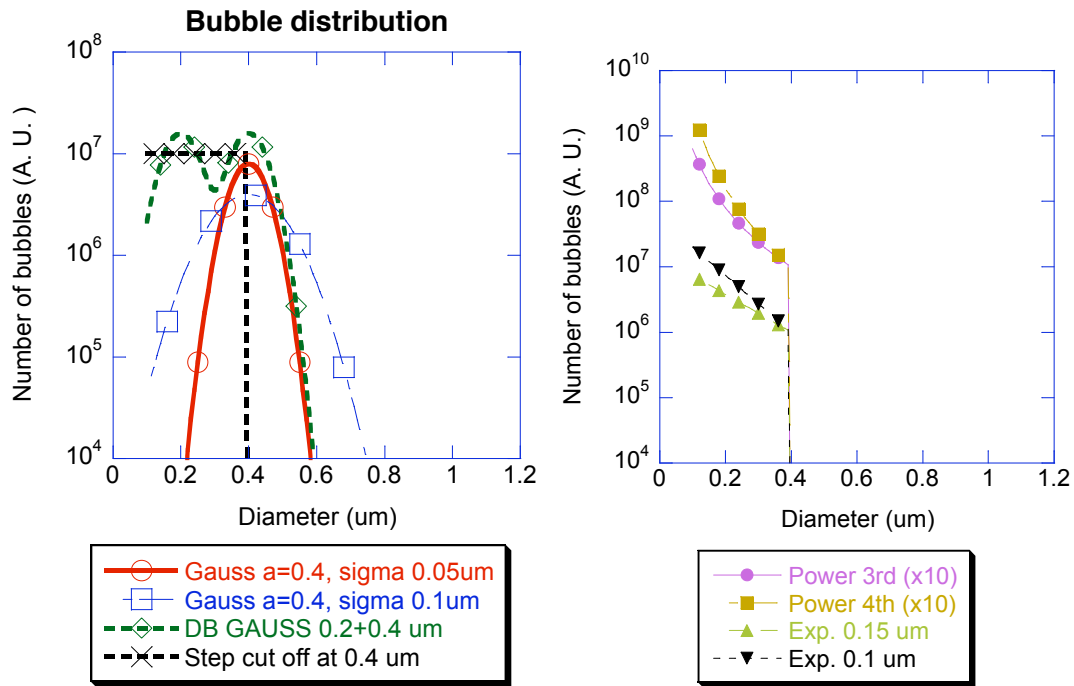 Bubble distribution
Number of bubbles (A. U.)
10^8
10^7
10^6
10^5
10^4
0 0.2 0.4 0.6 0.8 1 1.2
Diameter (um)
Gauss a=0.4, sigma 0.05um
Gauss a=0.4, sigma 0.1um
DB GAUSS 0.2+0.4 um
Step cut off at 0.4 um
Number of bubbles (A. U.)
10^10
10^9
10^8
10^7
10^6
10^5
10^4
0 0.2 0.4 0.6 0.8 1 1.2
Diameter (um)
Power 3rd (x10)
Power 4th (x10)
Exp. 0.15 um
Exp. 0.1 um